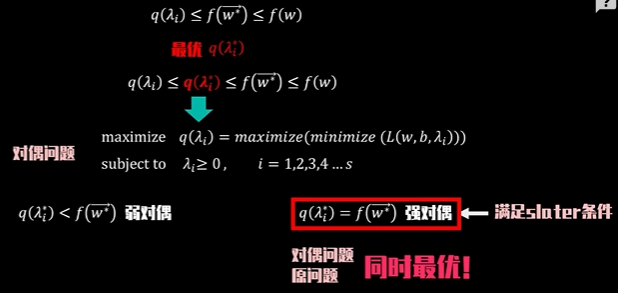 q(λᵢ) ≤ f(w⃗*) ≤ f(w)
最优 q(λᵢ*)
q(λᵢ) ≤ q(λᵢ*) ≤ f(w⃗*) ≤ f(w)
对偶问题
maximize q(λᵢ) = maximize(minimize (L(w, b, λᵢ)))
subject to λᵢ ≥ 0 , i = 1,2,3,4 … s
q(λᵢ*) < f(w⃗*) 弱对偶
q(λᵢ*) = f(w⃗*) 强对偶
满足slater条件
对偶问题
原问题
同时最优!
?